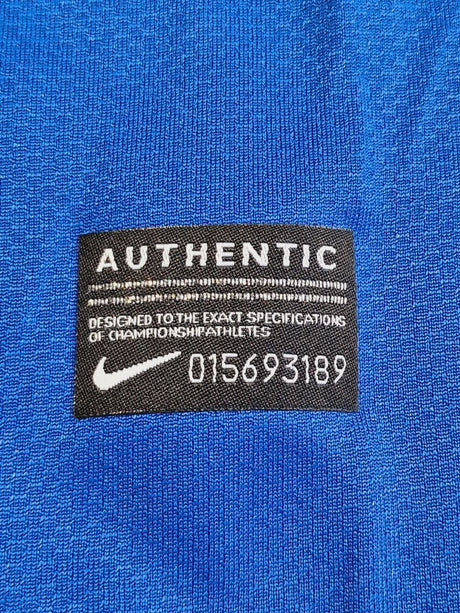 AUTHENTIC
DESIGNED TO THE EXACT SPECIFICATIONS
OF CHAMPIONSHIPATHLETES
015693189